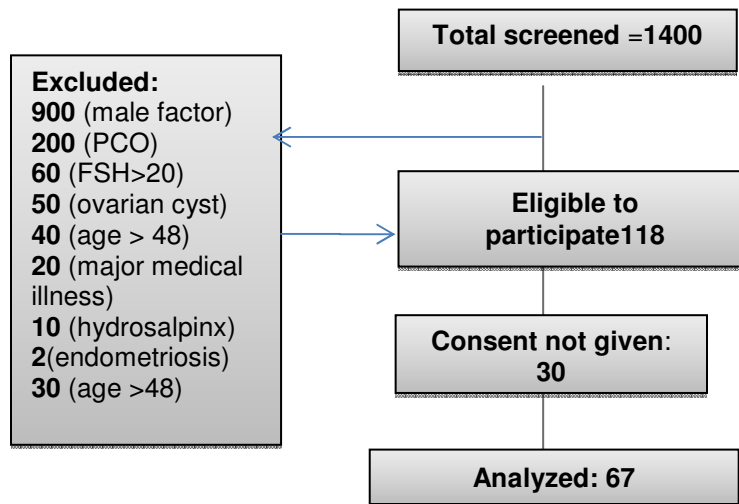 Total screened =1400
Excluded:
900 (male factor)
200 (PCO)
60 (FSH>20)
50 (ovarian cyst)
40 (age > 48)
20 (major medical
illness)
10 (hydrosalpinx)
2(endometriosis)
30 (age >48)
Eligible to
participate118
Consent not given:
30
Analyzed: 67